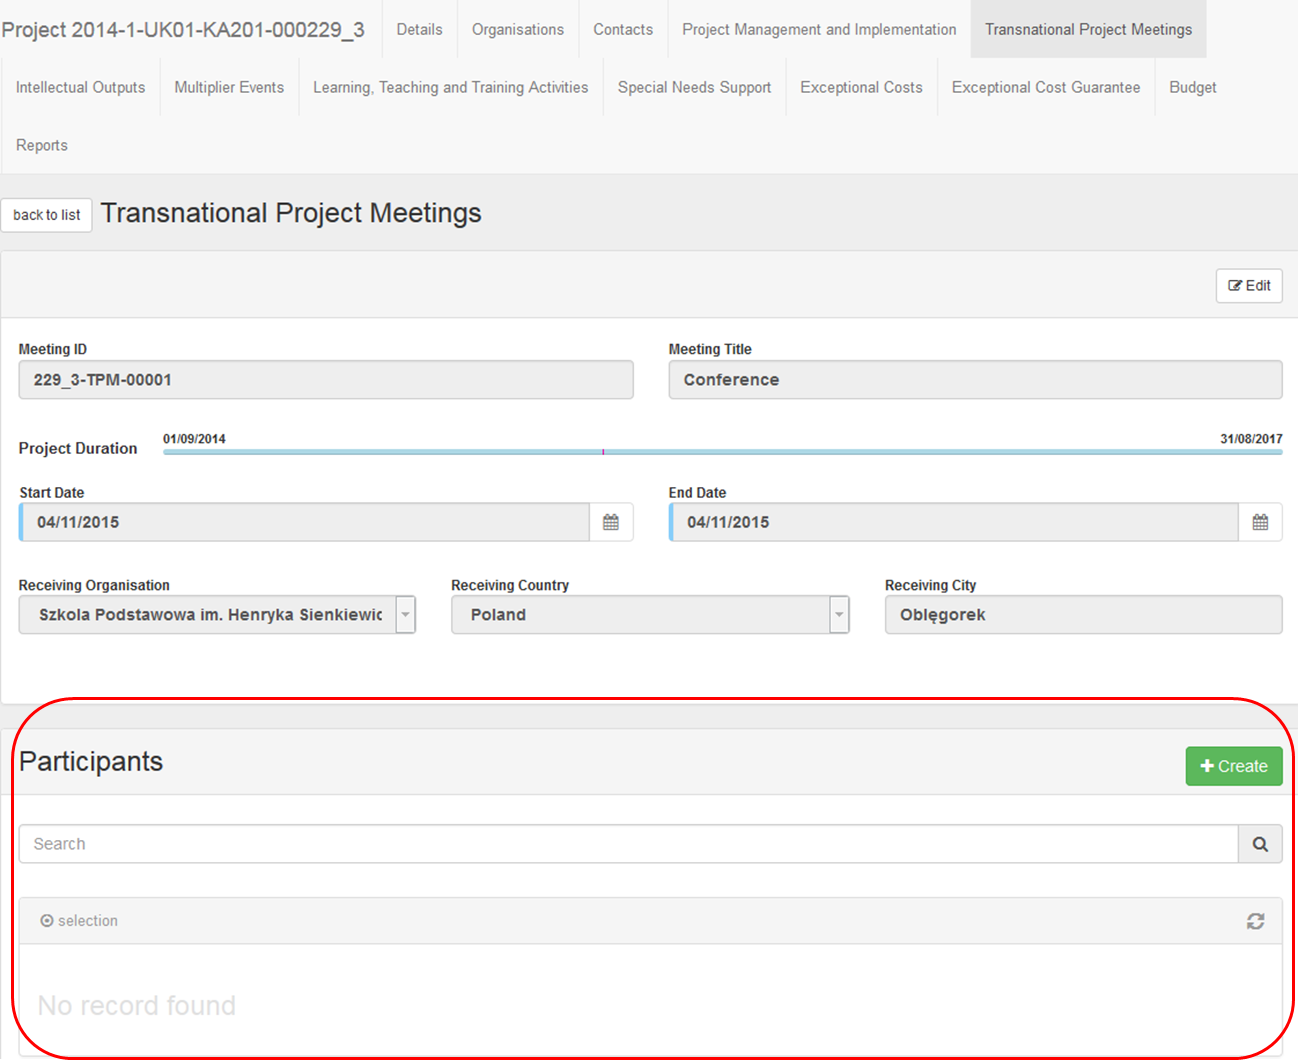 Project 2014-1-UK01-KA201-000229_3 Details Organisations Contacts Project Management and Implementation Transnational Project Meetings
Intellectual Outputs Multiplier Events Learning, Teaching and Training Activities Special Needs Support Exceptional Costs Exceptional Cost Guarantee Budget
Reports
back to list Transnational Project Meetings
Edit
Meeting ID Meeting Title
229_3-TPM-00001 Conference
01/09/2014 31/08/2017
Project Duration
Start Date End Date
04/11/2015 04/11/2015
Receiving Organisation Receiving Country Receiving City
Szkola Podstawowa im. Henryka Sienkiewic Poland Oblęgorek
Participants
Create
Search
selection
No record found